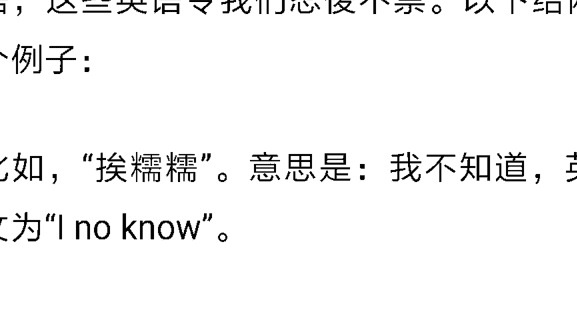 这些英语令我们忍俊不禁。以下给
个例子：
比如，“挨糯糯”。意思是：我不知道，英
文为“I no know”。